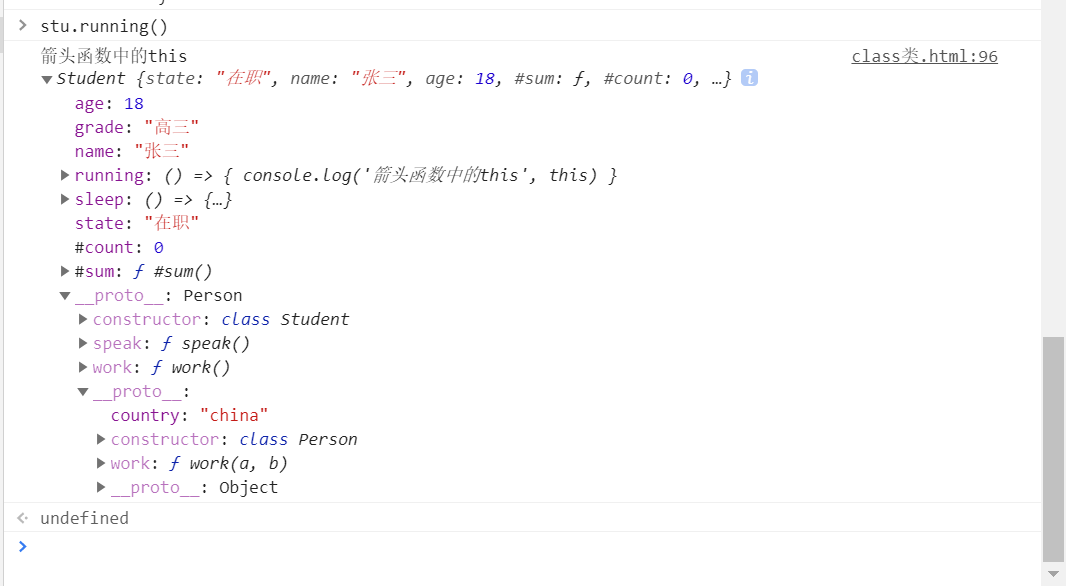 stu.running()
箭头函数中的this class类.html:96
Student {state: "在职", name: "张三", age: 18, #sum: ƒ, #count: 0, …} i
age: 18
grade: "高三"
name: "张三"
running: () => { console.log('箭头函数中的this', this) }
sleep: () => {…}
state: "在职"
#count: 0
#sum: ƒ #sum()
__proto__: Person
constructor: class Student
speak: ƒ speak()
work: ƒ work()
__proto__:
country: "china"
constructor: class Person
work: ƒ work(a, b)
__proto__: Object
undefined